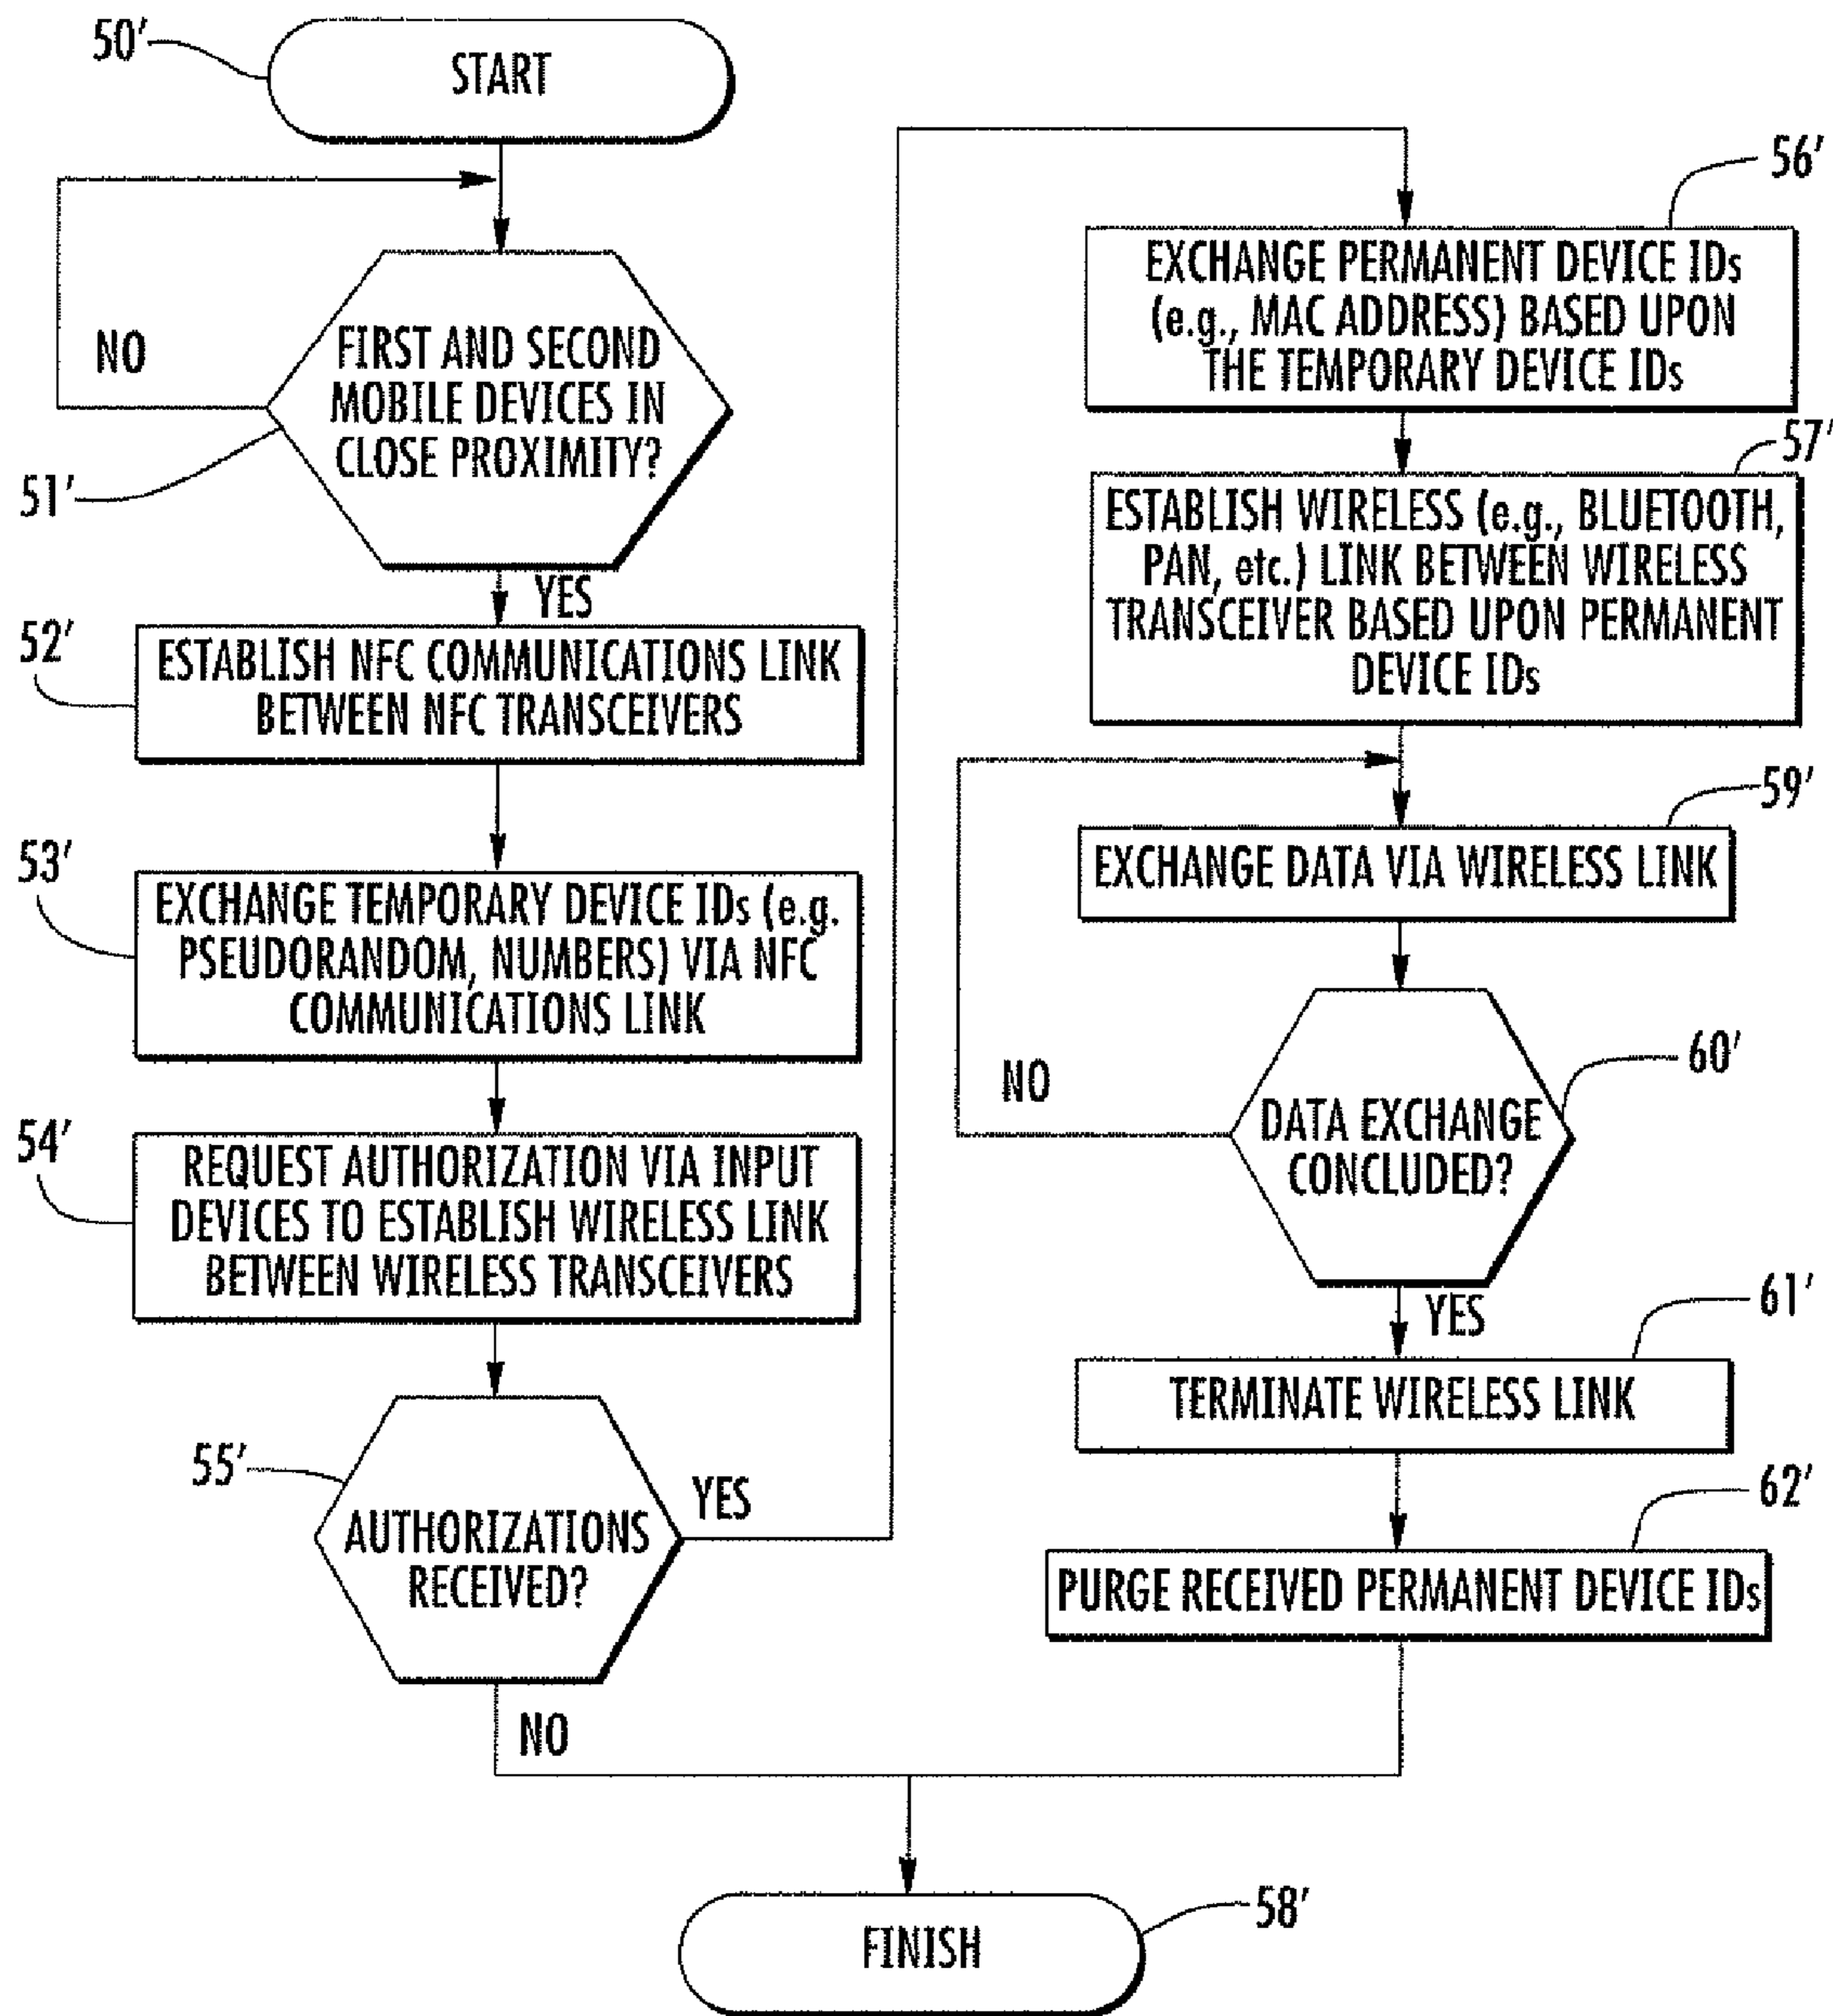 50'
START
NO
FIRST AND SECOND
MOBILE DEVICES IN
CLOSE PROXIMITY?
51'
YES
52'
ESTABLISH NFC COMMUNICATIONS LINK
BETWEEN NFC TRANSCEIVERS
53'
EXCHANGE TEMPORARY DEVICE IDs (e.g.
PSEUDORANDOM, NUMBERS) VIA NFC
COMMUNICATIONS LINK
54'
REQUEST AUTHORIZATION VIA INPUT
DEVICES TO ESTABLISH WIRELESS LINK
BETWEEN WIRELESS TRANSCEIVERS
55'
AUTHORIZATIONS
RECEIVED?
YES
NO
56'
EXCHANGE PERMANENT DEVICE IDs
(e.g., MAC ADDRESS) BASED UPON
THE TEMPORARY DEVICE IDs
57'
ESTABLISH WIRELESS (e.g., BLUETOOTH,
PAN, etc.) LINK BETWEEN WIRELESS
TRANSCEIVER BASED UPON PERMANENT
DEVICE IDs
59'
EXCHANGE DATA VIA WIRELESS LINK
NO
60'
DATA EXCHANGE
CONCLUDED?
YES
61'
TERMINATE WIRELESS LINK
62'
PURGE RECEIVED PERMANENT DEVICE IDs
58'
FINISH